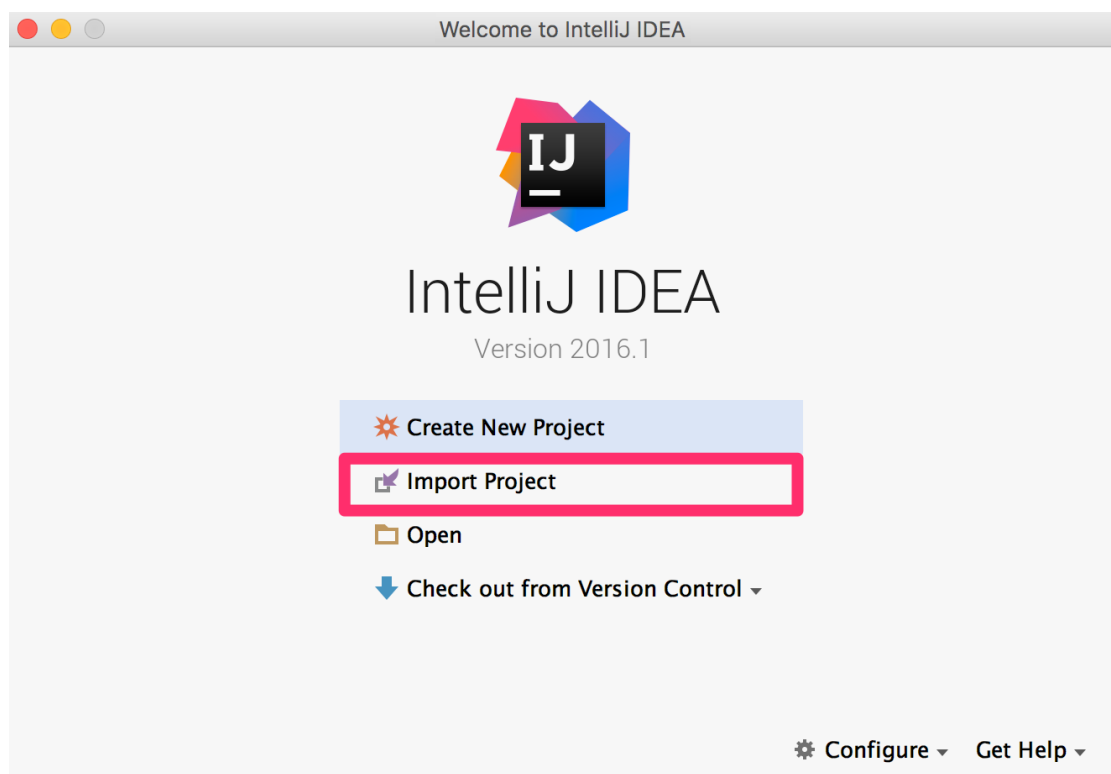 Welcome to IntelliJ IDEA
IJ
IntelliJ IDEA
Version 2016.1
Create New Project
Import Project
Open
Check out from Version Control
Configure Get Help